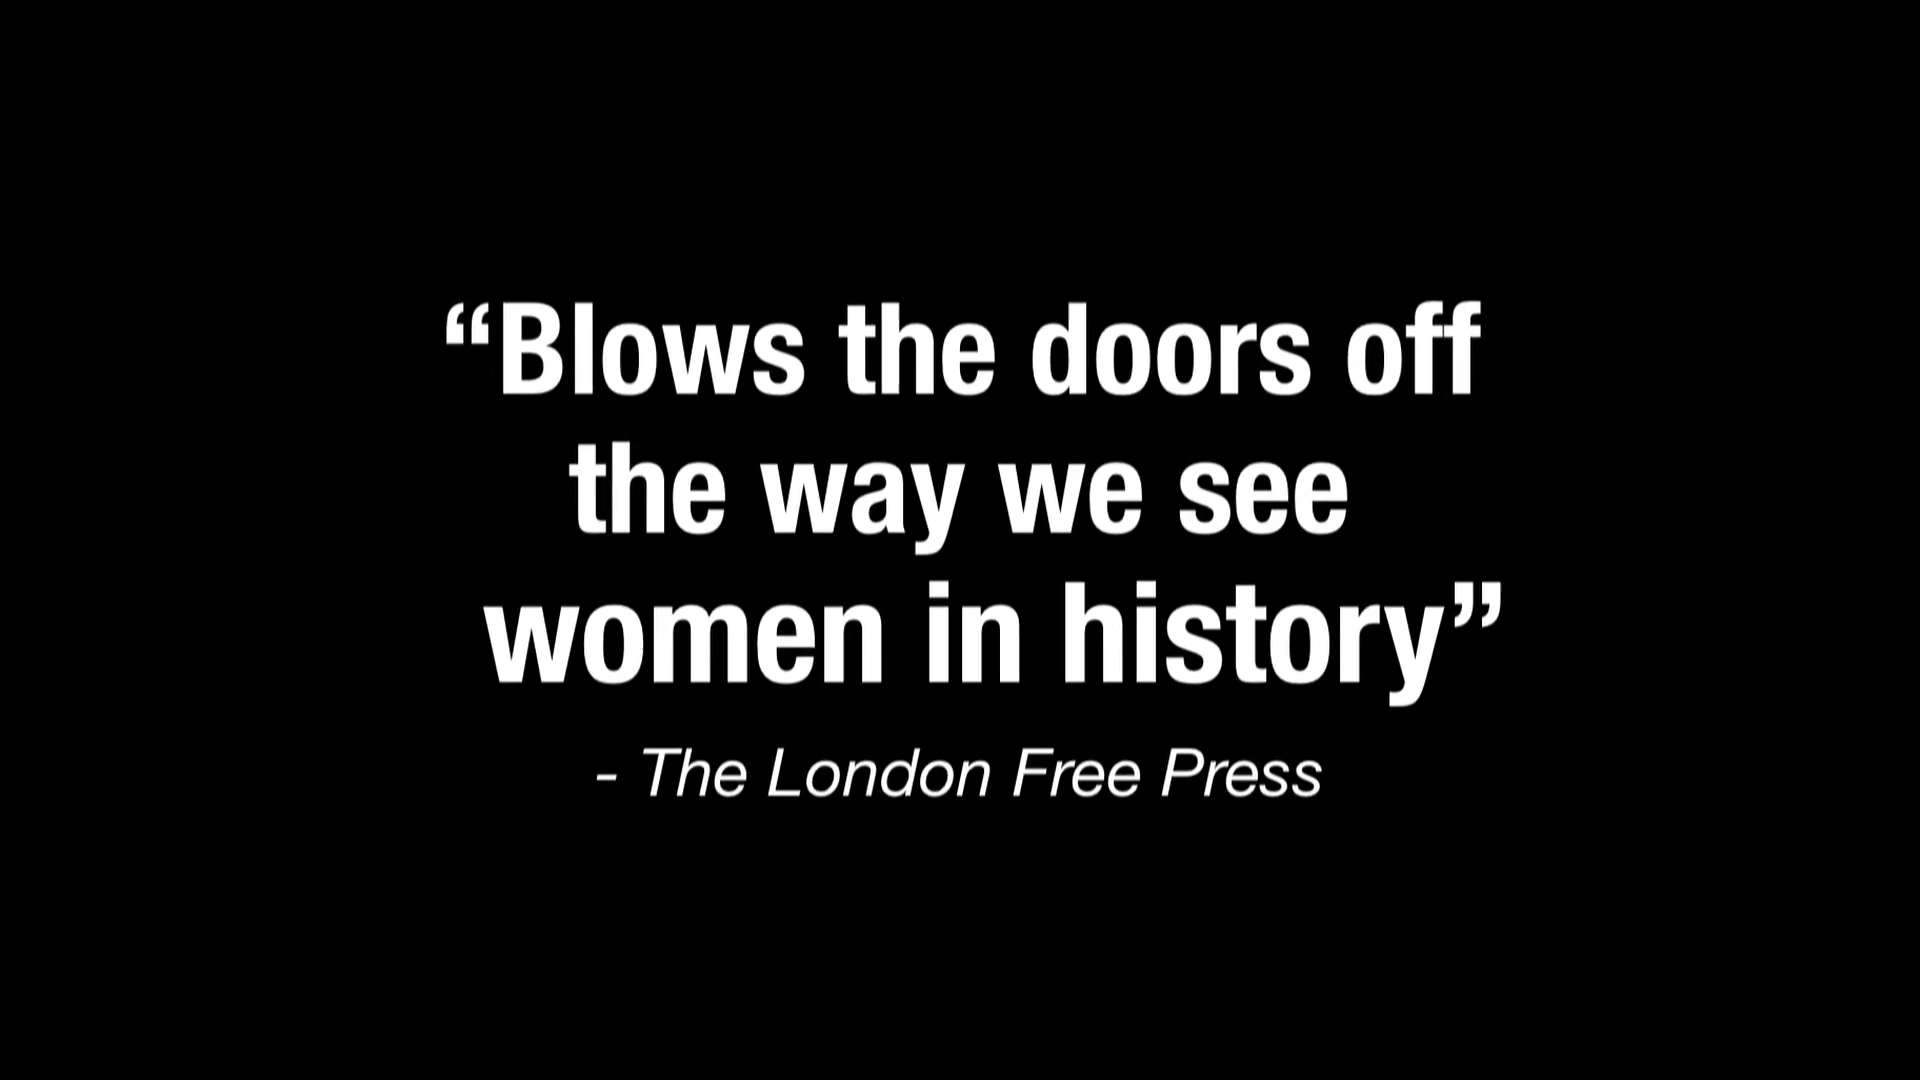 “Blows the doors off
the way we see
women in history”
- The London Free Press